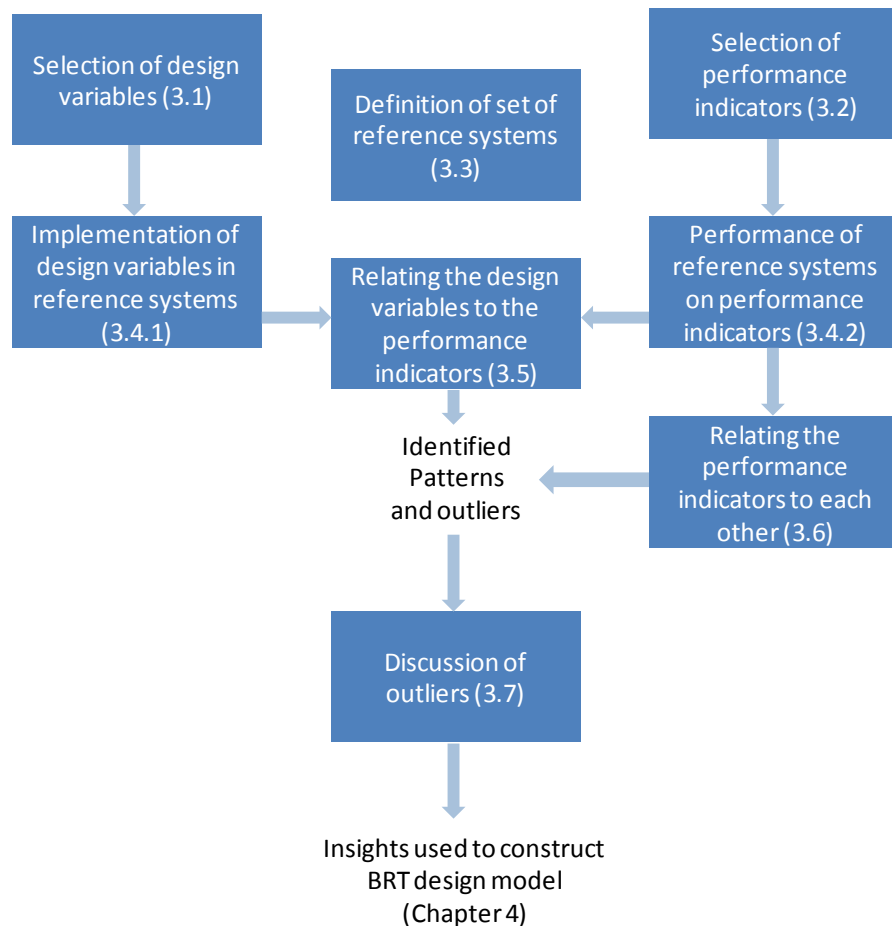 Selection of design
variables (3.1)
Definition of set of
reference systems
(3.3)
Selection of
performance
indicators (3.2)
Implementation of
design variables in
reference systems
(3.4.1)
Relating the design
variables to the
performance
indicators (3.5)
Performance of
reference systems
on performance
indicators (3.4.2)
Identified
Patterns
and outliers
Relating the
performance
indicators to each
other (3.6)
Discussion of
outliers (3.7)
Insights used to construct
BRT design model
(Chapter 4)